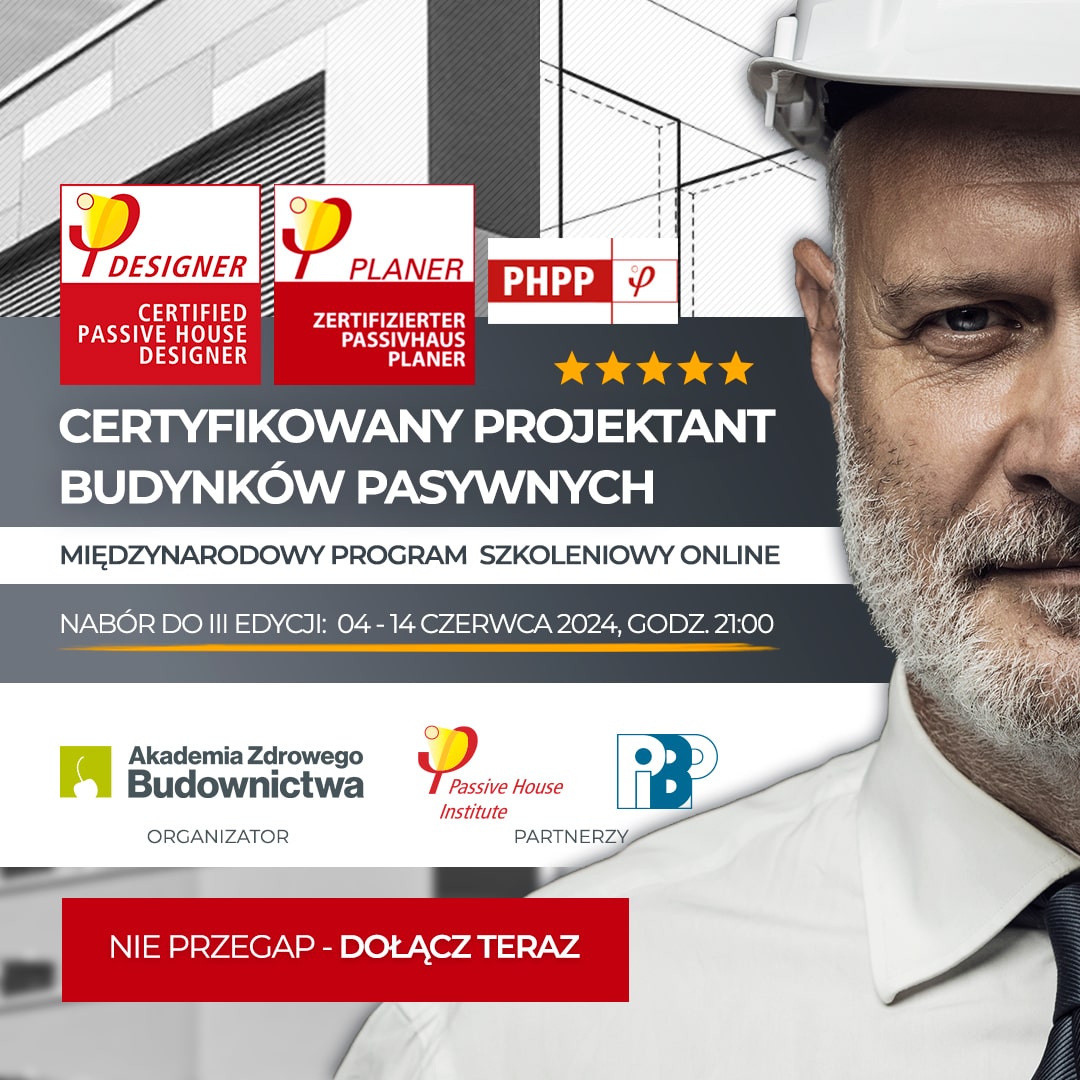 DESIGNER
CERTIFIED
PASSIVE HOUSE
DESIGNER
PLANER
ZERTIFIZIERTER
PASSIVHAUS
PLANER
PHPP
CERTYFIKOWANY PROJEKTANT
BUDYNKÓW PASYWNYCH
MIĘDZYNARODOWY PROGRAM SZKOLENIOWY ONLINE
NABÓR DO III EDYCJI: 04 - 14 CZERWCA 2024, GODZ. 21:00
Akademia Zdrowego
Budownictwa
ORGANIZATOR
Passive House
Institute
PiBP
PARTNERZY
NIE PRZEGAP - DOŁĄCZ TERAZ